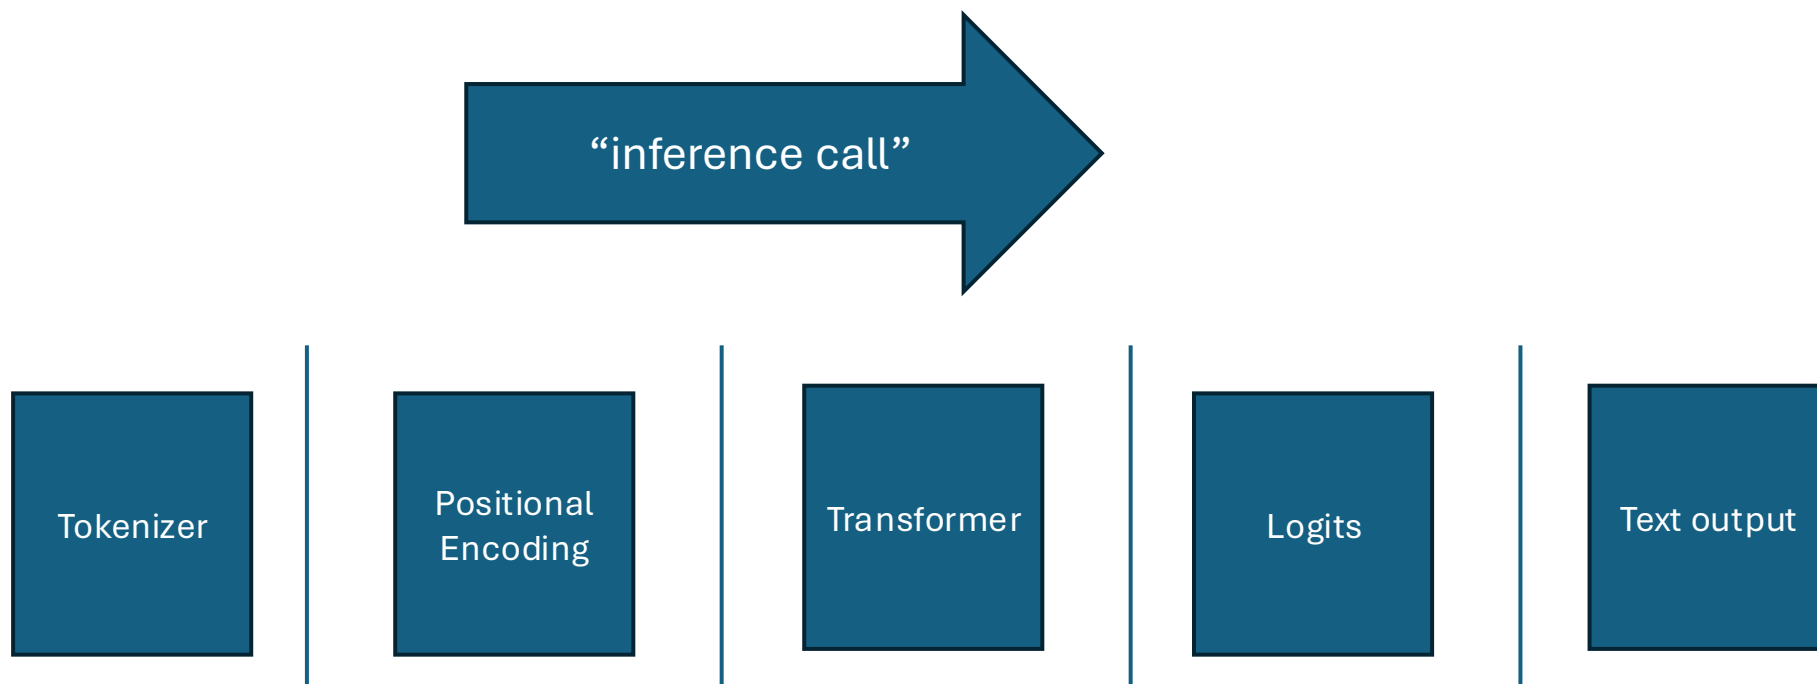 “inference call”
Tokenizer
Positional
Encoding
Transformer
Logits
Text output